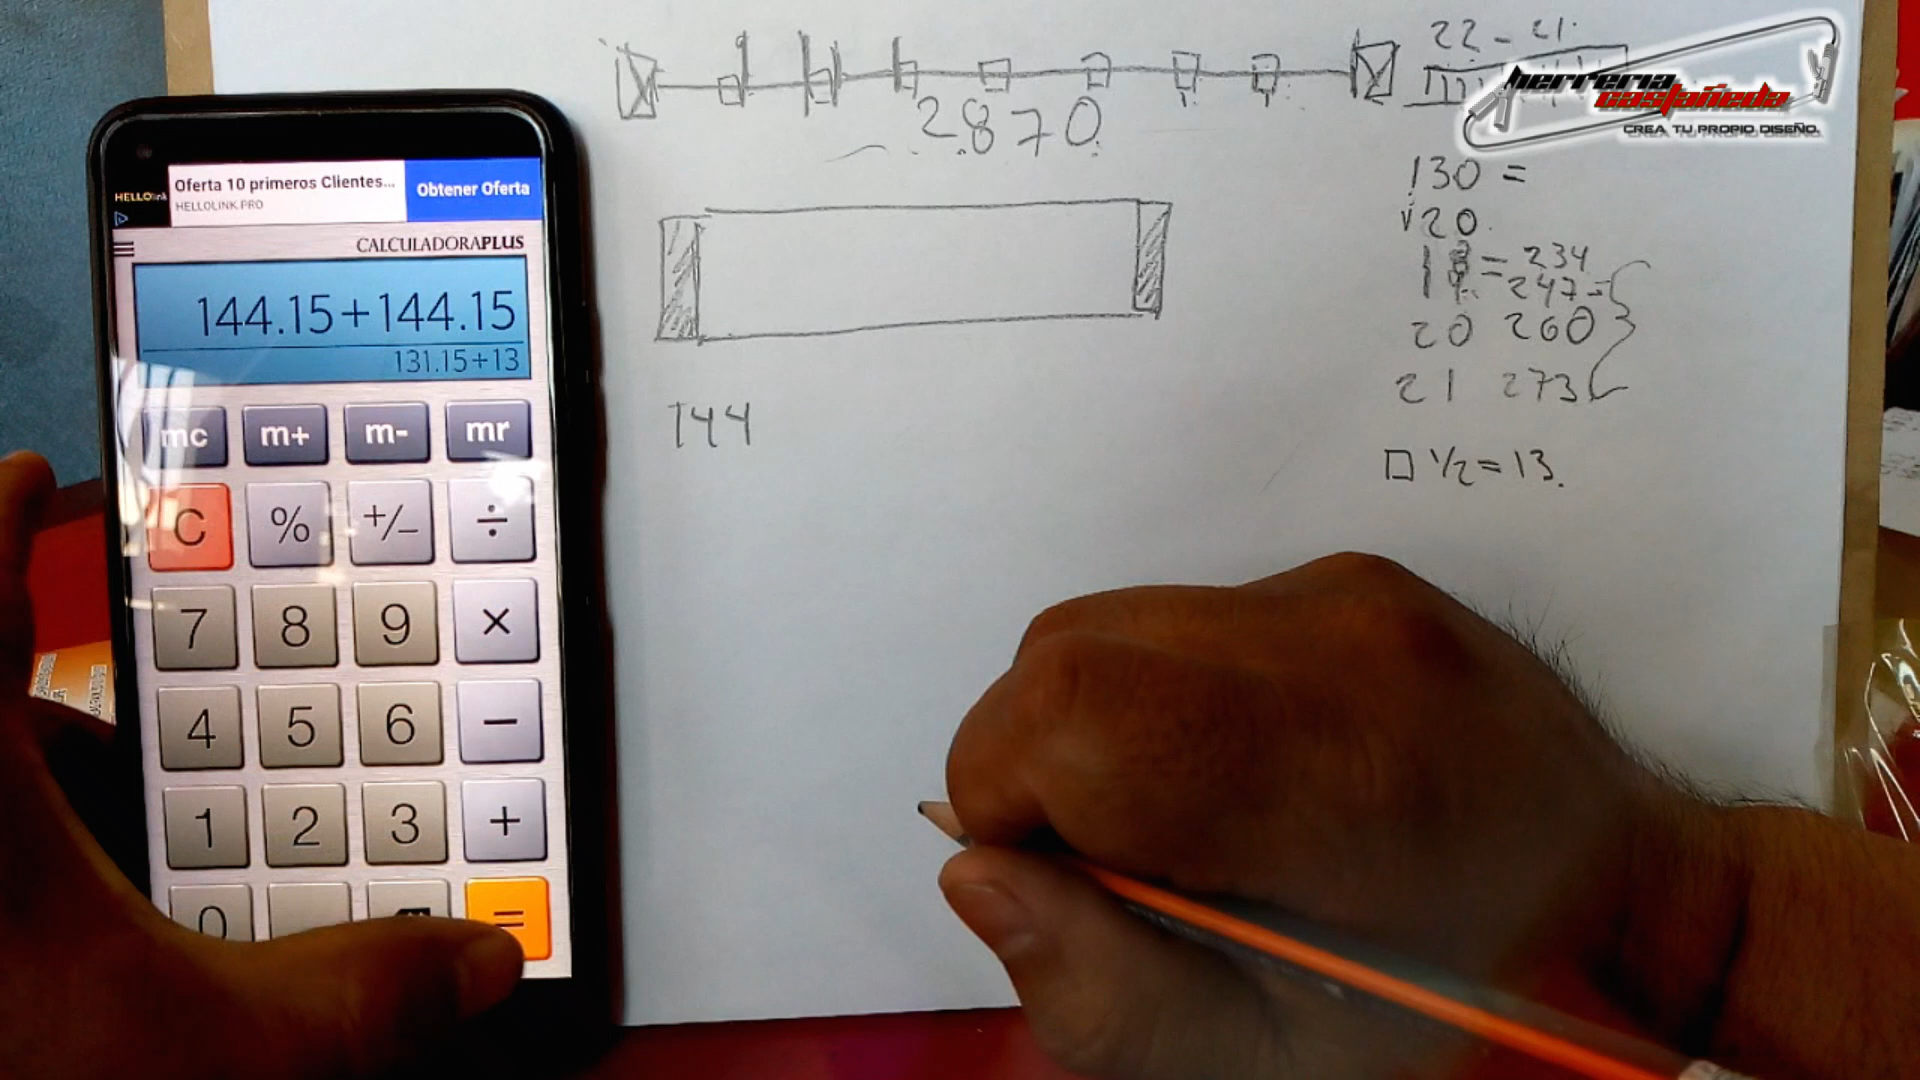 Oferta 10 primeros Clientes...
HELLOLINK PRO
Obtener Oferta
CALCULADORAPLUS
144.15+144.15
131.15+13
mc m+ m- mr
C % +/− ÷
7 8 9 ×
4 5 6 −
1 2 3 +
0 =
22-21
herreria
castañeda
CREA TU PROPIO DISEÑO.
2870
130 =
20
18 = 234
19 - 247 =
20 260
21 273
144
□ 1/2 = 13.